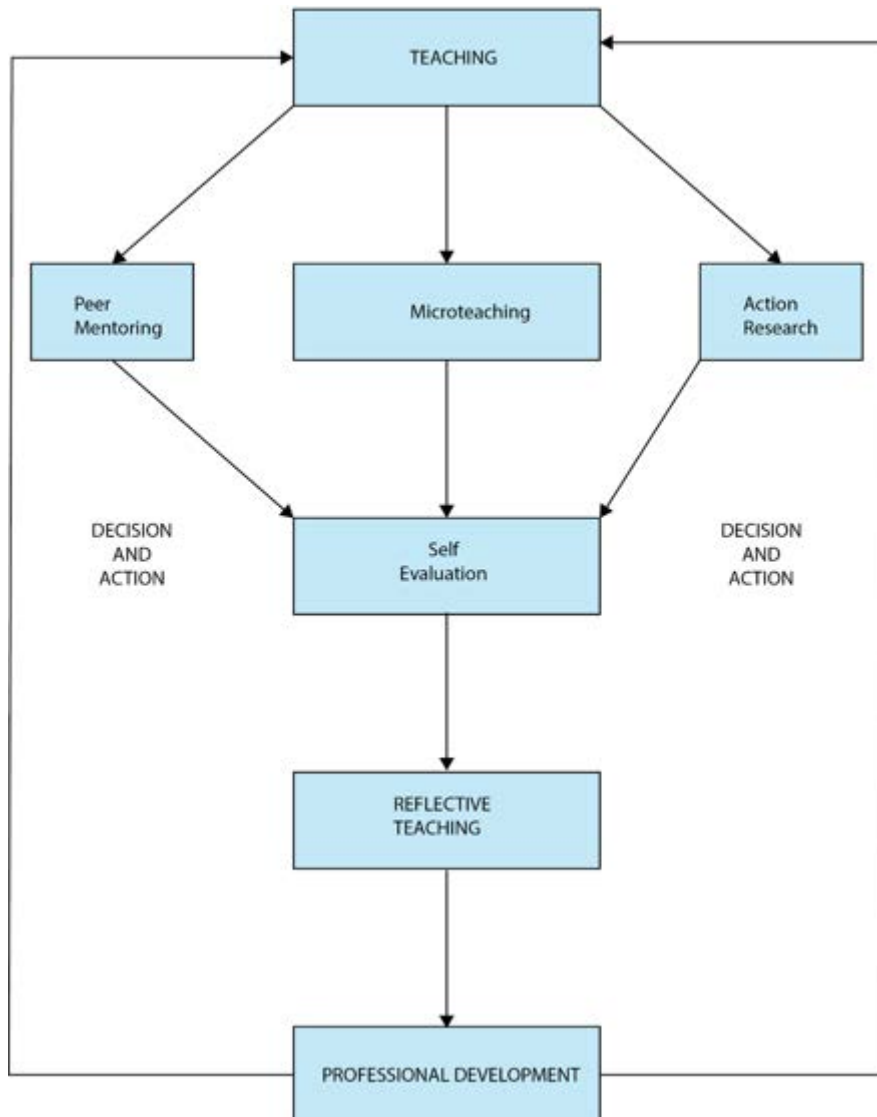 TEACHING
Peer
Mentoring
Microteaching
Action
Research
DECISION
AND
ACTION
Self
Evaluation
DECISION
AND
ACTION
REFLECTIVE
TEACHING
PROFESSIONAL DEVELOPMENT